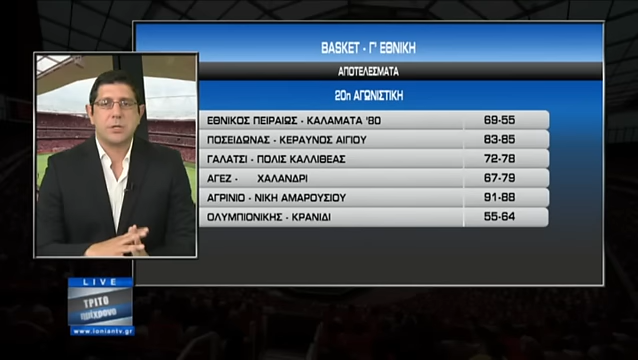 BASKET - Γ' ΕΘΝΙΚΗ
ΑΠΟΤΕΛΕΣΜΑΤΑ
20η ΑΓΩΝΙΣΤΙΚΗ
ΕΘΝΙΚΟΣ ΠΕΙΡΑΙΩΣ - ΚΑΛΑΜΑΤΑ '80 69-55
ΠΟΣΕΙΔΩΝΑΣ - ΚΕΡΑΥΝΟΣ ΑΙΓΙΟΥ 83-85
ΓΑΛΑΤΣΙ - ΠΟΛΙΣ ΚΑΛΛΙΘΕΑΣ 72-78
ΑΓΕΖ - ΧΑΛΑΝΔΡΙ 67-79
ΑΓΡΙΝΙΟ - ΝΙΚΗ ΑΜΑΡΟΥΣΙΟΥ 91-88
ΟΛΥΜΠΙΟΝΙΚΗΣ - ΚΡΑΝΙΔΙ 55-64
LIVE
ΤΡΙΤΟ
ημίχρονο
www.ioniantv.gr